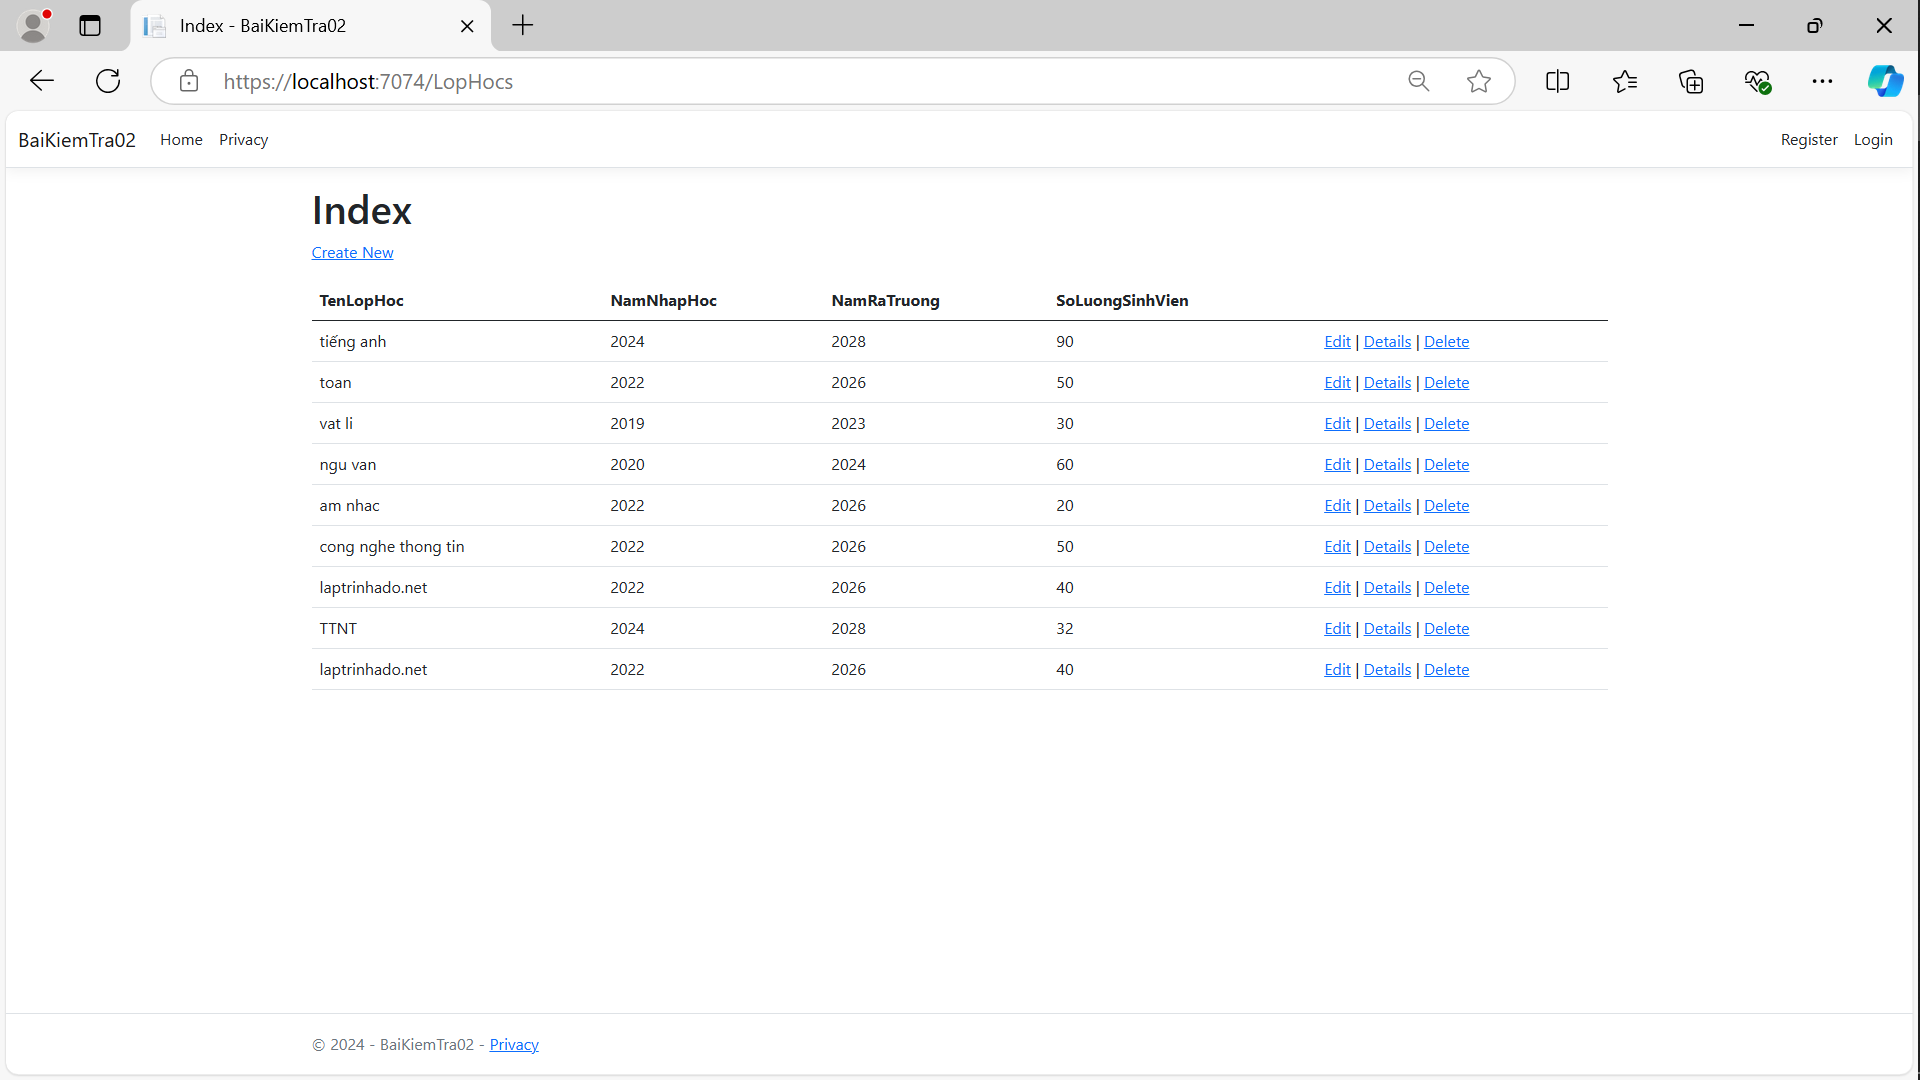 Index - BaiKiemTra02
https://localhost:7074/LopHocs
BaiKiemTra02 Home Privacy Register Login
Index
Create New
TenLopHoc NamNhapHoc NamRaTruong SoLuongSinhVien
tiếng anh 2024 2028 90 Edit | Details | Delete
toan 2022 2026 50 Edit | Details | Delete
vat li 2019 2023 30 Edit | Details | Delete
ngu van 2020 2024 60 Edit | Details | Delete
am nhac 2022 2026 20 Edit | Details | Delete
cong nghe thong tin 2022 2026 50 Edit | Details | Delete
laptrinhado.net 2022 2026 40 Edit | Details | Delete
TTNT 2024 2028 32 Edit | Details | Delete
laptrinhado.net 2022 2026 40 Edit | Details | Delete
© 2024 - BaiKiemTra02 - Privacy